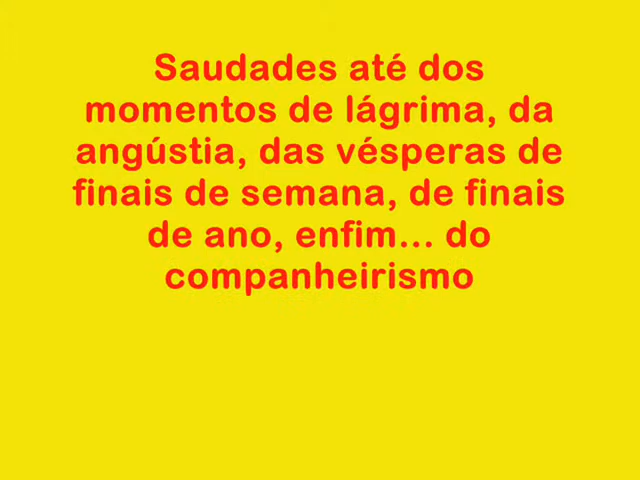 Saudades até dos
momentos de lágrima, da
angústia, das vésperas de
finais de semana, de finais
de ano, enfim... do
companheirismo